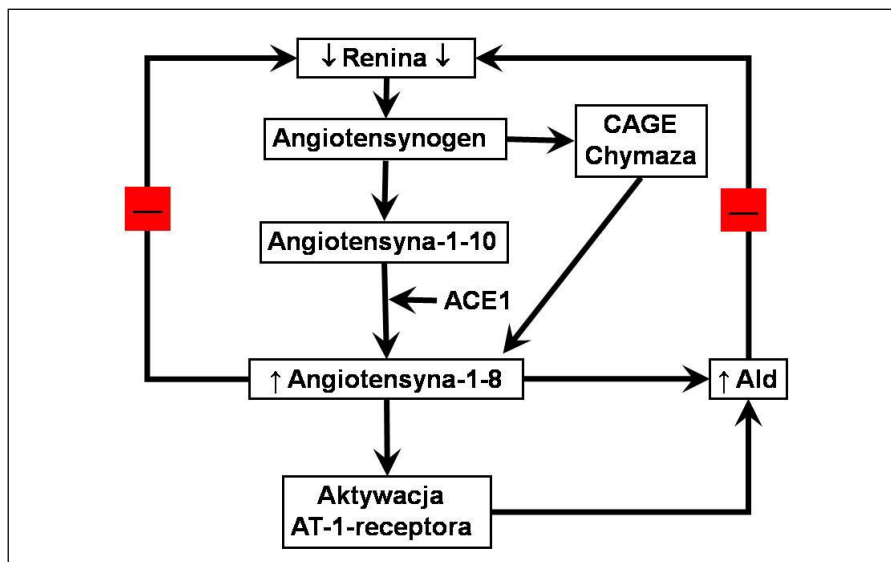 ↓ Renina ↓
Angiotensynogen
CAGE
Chymaza
—
—
Angiotensyna-1-10
ACE1
↑ Angiotensyna-1-8
↑ Ald
Aktywacja
AT-1-receptora